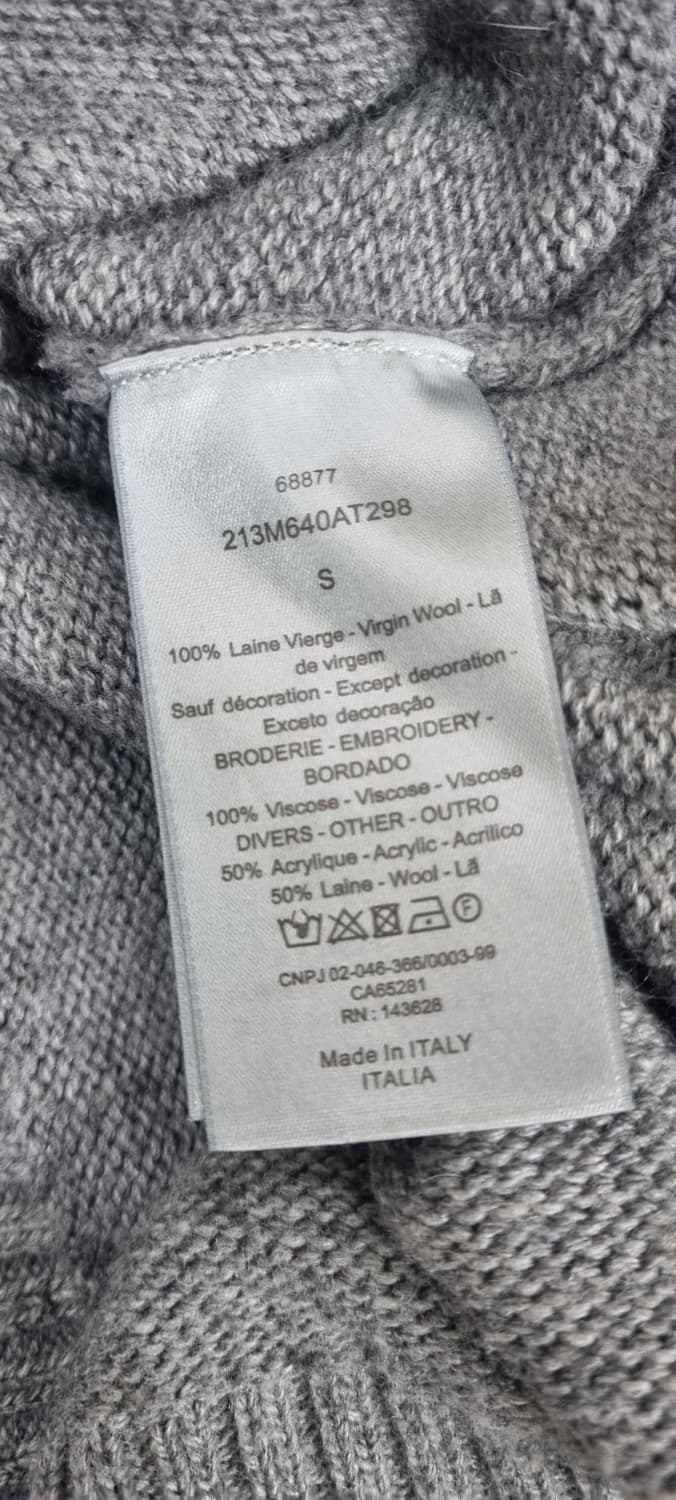 68877
213M640AT298
S
100% Laine Vierge - Virgin Wool - Lã
de virgem
Sauf décoration - Except decoration -
Exceto decoração
BRODERIE - EMBROIDERY -
BORDADO
100% Viscose - Viscose - Viscose
DIVERS - OTHER - OUTRO
50% Acrylique - Acrylic - Acrilico
50% Laine - Wool - Lã
F
CNPJ 02-046-366/0003-99
CA65281
RN : 143628
Made In ITALY
ITALIA